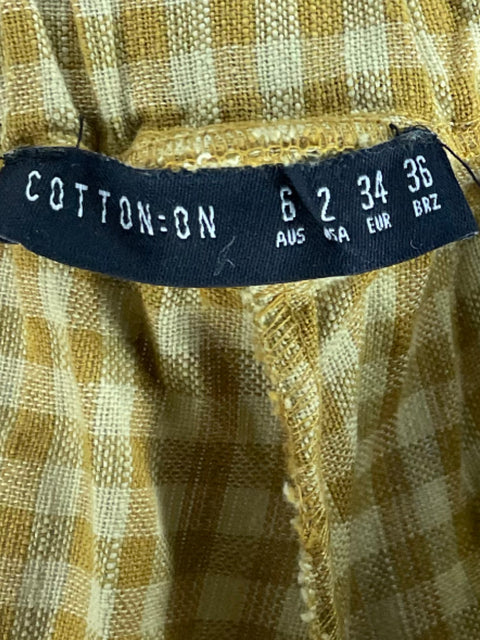 COTTON:ON
6 2 34 36
AUS USA EUR BRZ